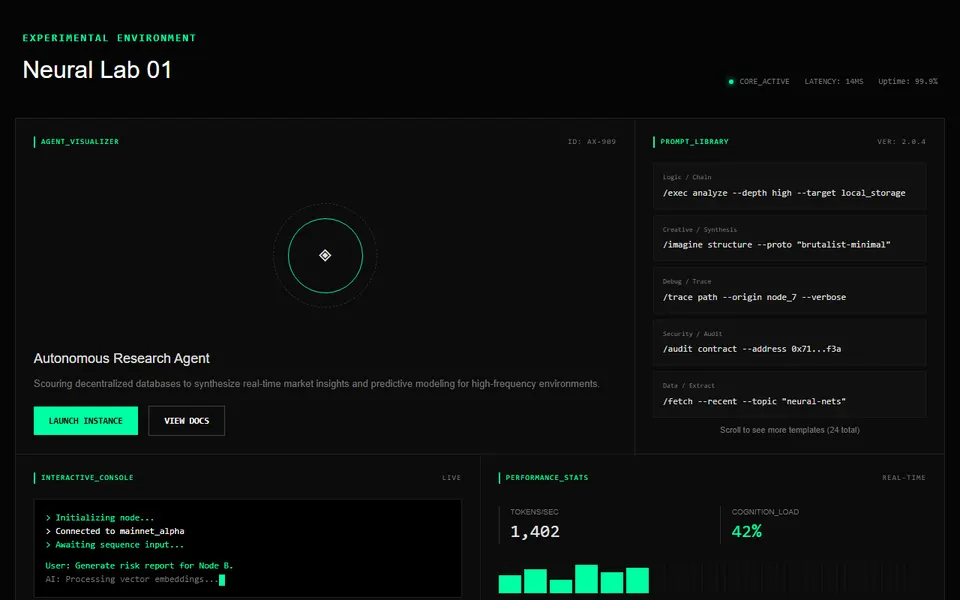 EXPERIMENTAL ENVIRONMENT
Neural Lab 01
CORE_ACTIVE LATENCY: 14MS Uptime: 99.9%
AGENT_VISUALIZER ID: AX-909
Autonomous Research Agent
Scouring decentralized databases to synthesize real-time market insights and predictive modeling for high-frequency environments.
LAUNCH INSTANCE VIEW DOCS
PROMPT_LIBRARY VER: 2.0.4
Logic / Chain
/exec analyze --depth high --target local_storage
Creative / Synthesis
/imagine structure --proto "brutalist-minimal"
Debug / Trace
/trace path --origin node_7 --verbose
Security / Audit
/audit contract --address 0x71...f3a
Data / Extract
/fetch --recent --topic "neural-nets"
Scroll to see more templates (24 total)
INTERACTIVE_CONSOLE LIVE
> Initializing node...
> Connected to mainnet_alpha
> Awaiting sequence input...
User: Generate risk report for Node B.
AI: Processing vector embeddings...
PERFORMANCE_STATS REAL-TIME
TOKENS/SEC
1,402
COGNITION_LOAD
42%